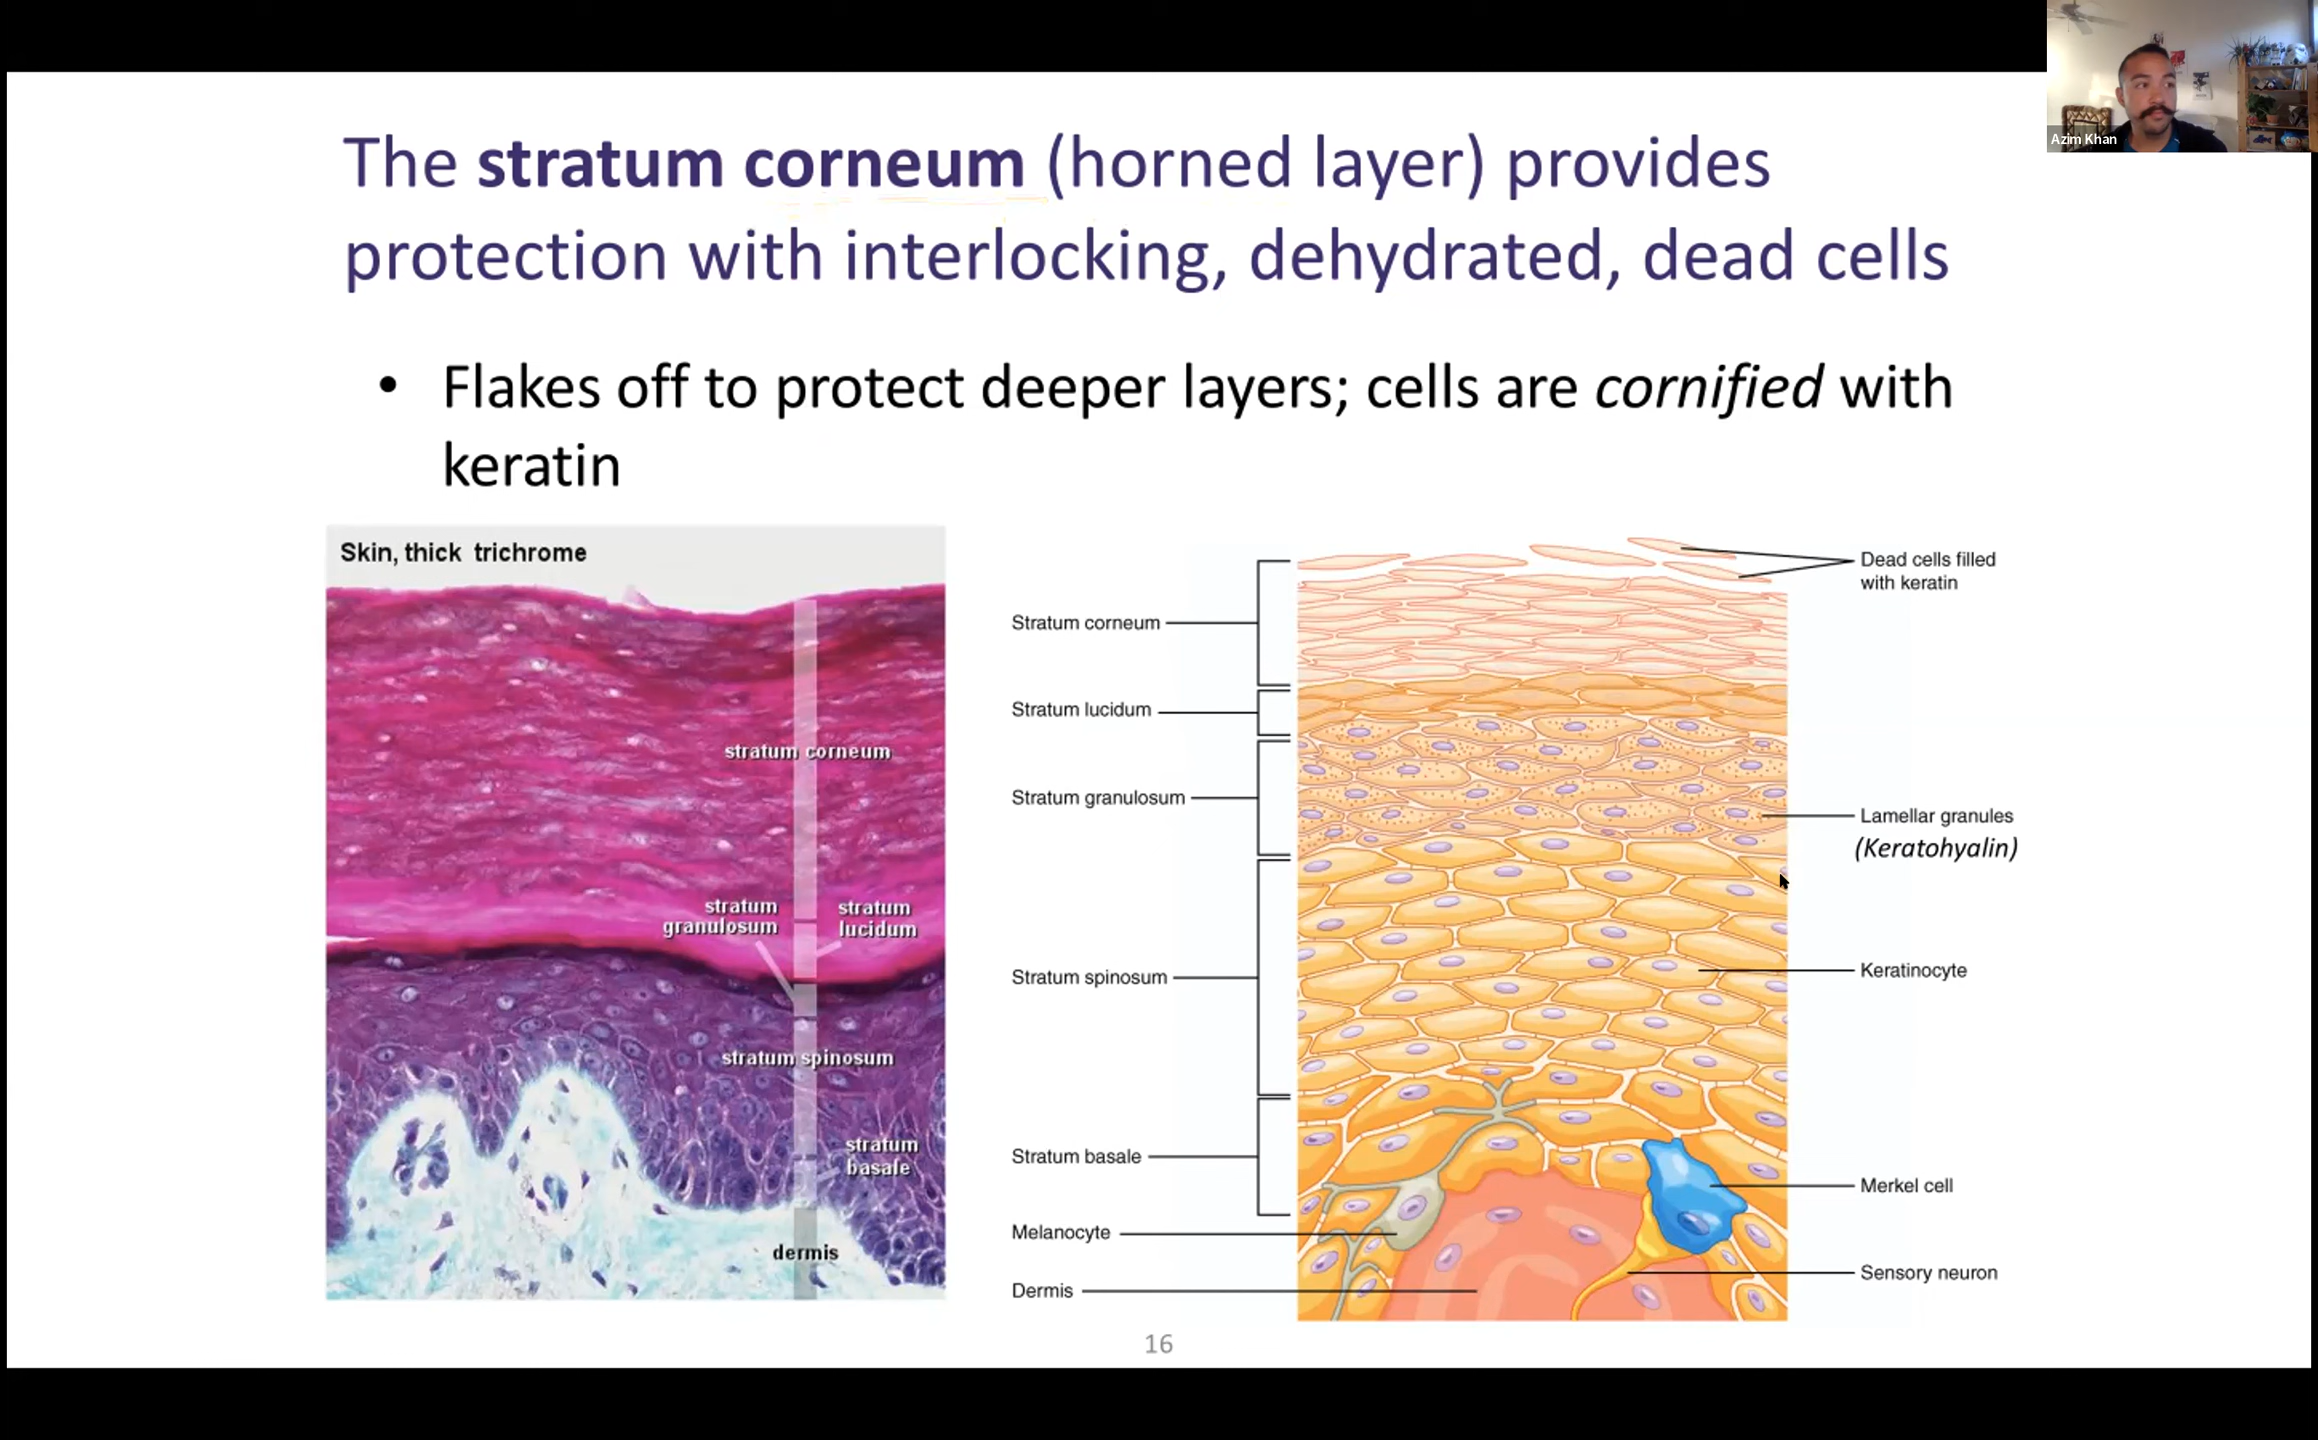 Azim Khan
The stratum corneum (horned layer) provides
protection with interlocking, dehydrated, dead cells
• Flakes off to protect deeper layers; cells are cornified with
keratin
Skin, thick trichrome
stratum corneum
stratum
granulosum
stratum
lucidum
stratum spinosum
stratum
basale
dermis
Stratum corneum
Stratum lucidum
Stratum granulosum
Stratum spinosum
Stratum basale
Melanocyte
Dermis
Dead cells filled
with keratin
Lamellar granules
(Keratohyalin)
Keratinocyte
Merkel cell
Sensory neuron
16